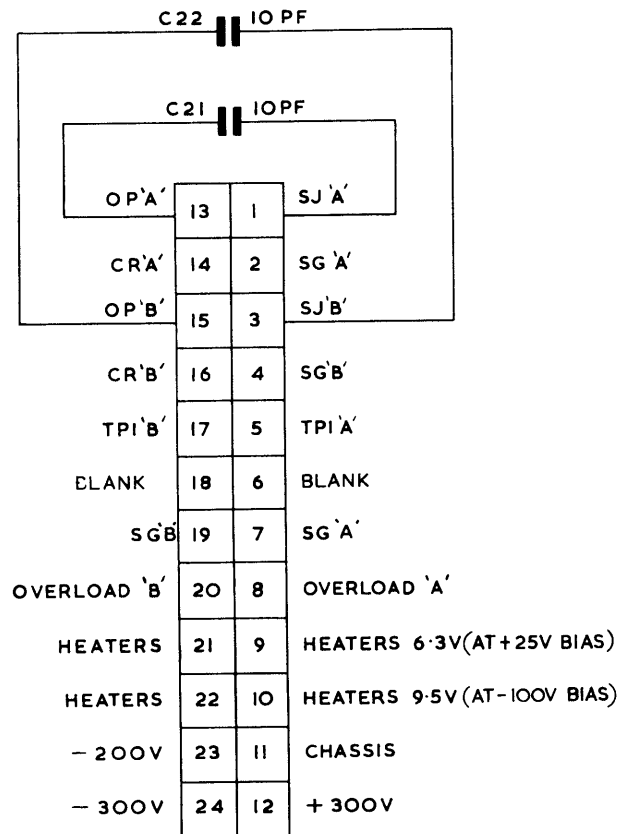 C22 10 PF
C21 10PF
OP'A' 13 1 SJ 'A'
CR'A' 14 2 SG 'A'
OP'B' 15 3 SJ'B'
CR'B' 16 4 SG'B'
TP1'B' 17 5 TP1'A'
BLANK 18 6 BLANK
SG'B' 19 7 SG 'A'
OVERLOAD 'B' 20 8 OVERLOAD 'A'
HEATERS 21 9 HEATERS 6·3V (AT +25V BIAS)
HEATERS 22 10 HEATERS 9·5V (AT -100V BIAS)
- 200V 23 11 CHASSIS
- 300V 24 12 + 300V